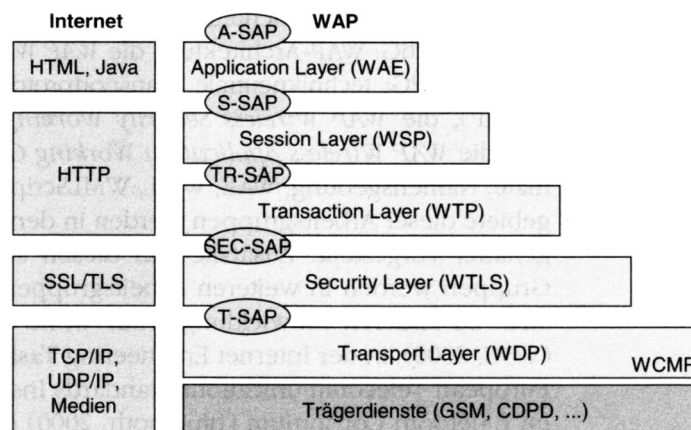 Internet WAP
A-SAP
HTML, Java Application Layer (WAE)
S-SAP
Session Layer (WSP)
HTTP TR-SAP
Transaction Layer (WTP)
SEC-SAP
SSL/TLS Security Layer (WTLS)
T-SAP
TCP/IP, Transport Layer (WDP) WCMP
UDP/IP,
Medien Trägerdienste (GSM, CDPD, ...)